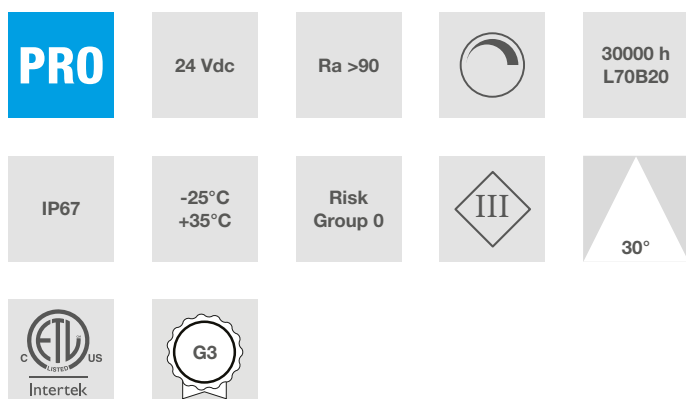 PRO
24 Vdc
Ra >90
30000 h
L70B20
IP67
-25°C
+35°C
Risk
Group 0
III
30°
ETL
C
US
LISTED
Intertek
G3